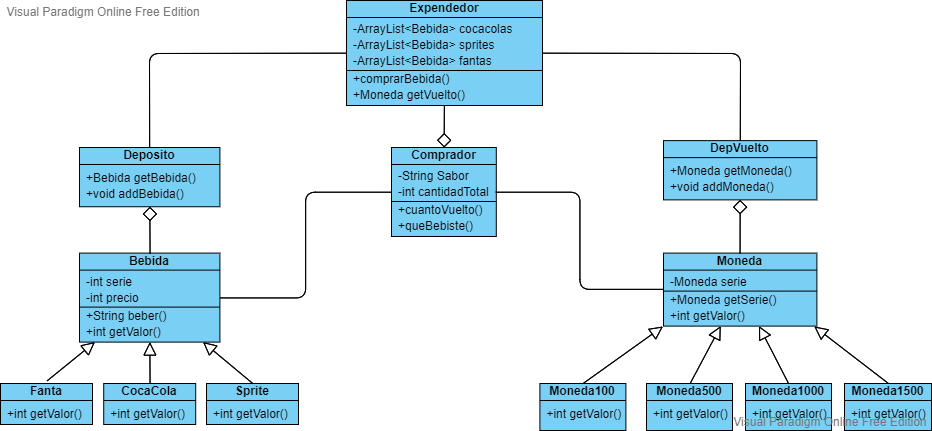 Visual Paradigm Online Free Edition
Expendedor
-ArrayList<Bebida> cocacolas
-ArrayList<Bebida> sprites
-ArrayList<Bebida> fantas
+comprarBebida()
+Moneda getVuelto()
Deposito
+Bebida getBebida()
+void addBebida()
Comprador
-String Sabor
-int cantidadTotal
+cuantoVuelto()
+queBebiste()
DepVuelto
+Moneda getMoneda()
+void addMoneda()
Bebida
-int serie
-int precio
+String beber()
+int getValor()
Moneda
-Moneda serie
+Moneda getSerie()
+int getValor()
Fanta
+int getValor()
CocaCola
+int getValor()
Sprite
+int getValor()
Moneda100
+int getValor()
Moneda500
+int getValor()
Moneda1000
+int getValor()
Moneda1500
+int getValor()
Visual Paradigm Online Free Edition